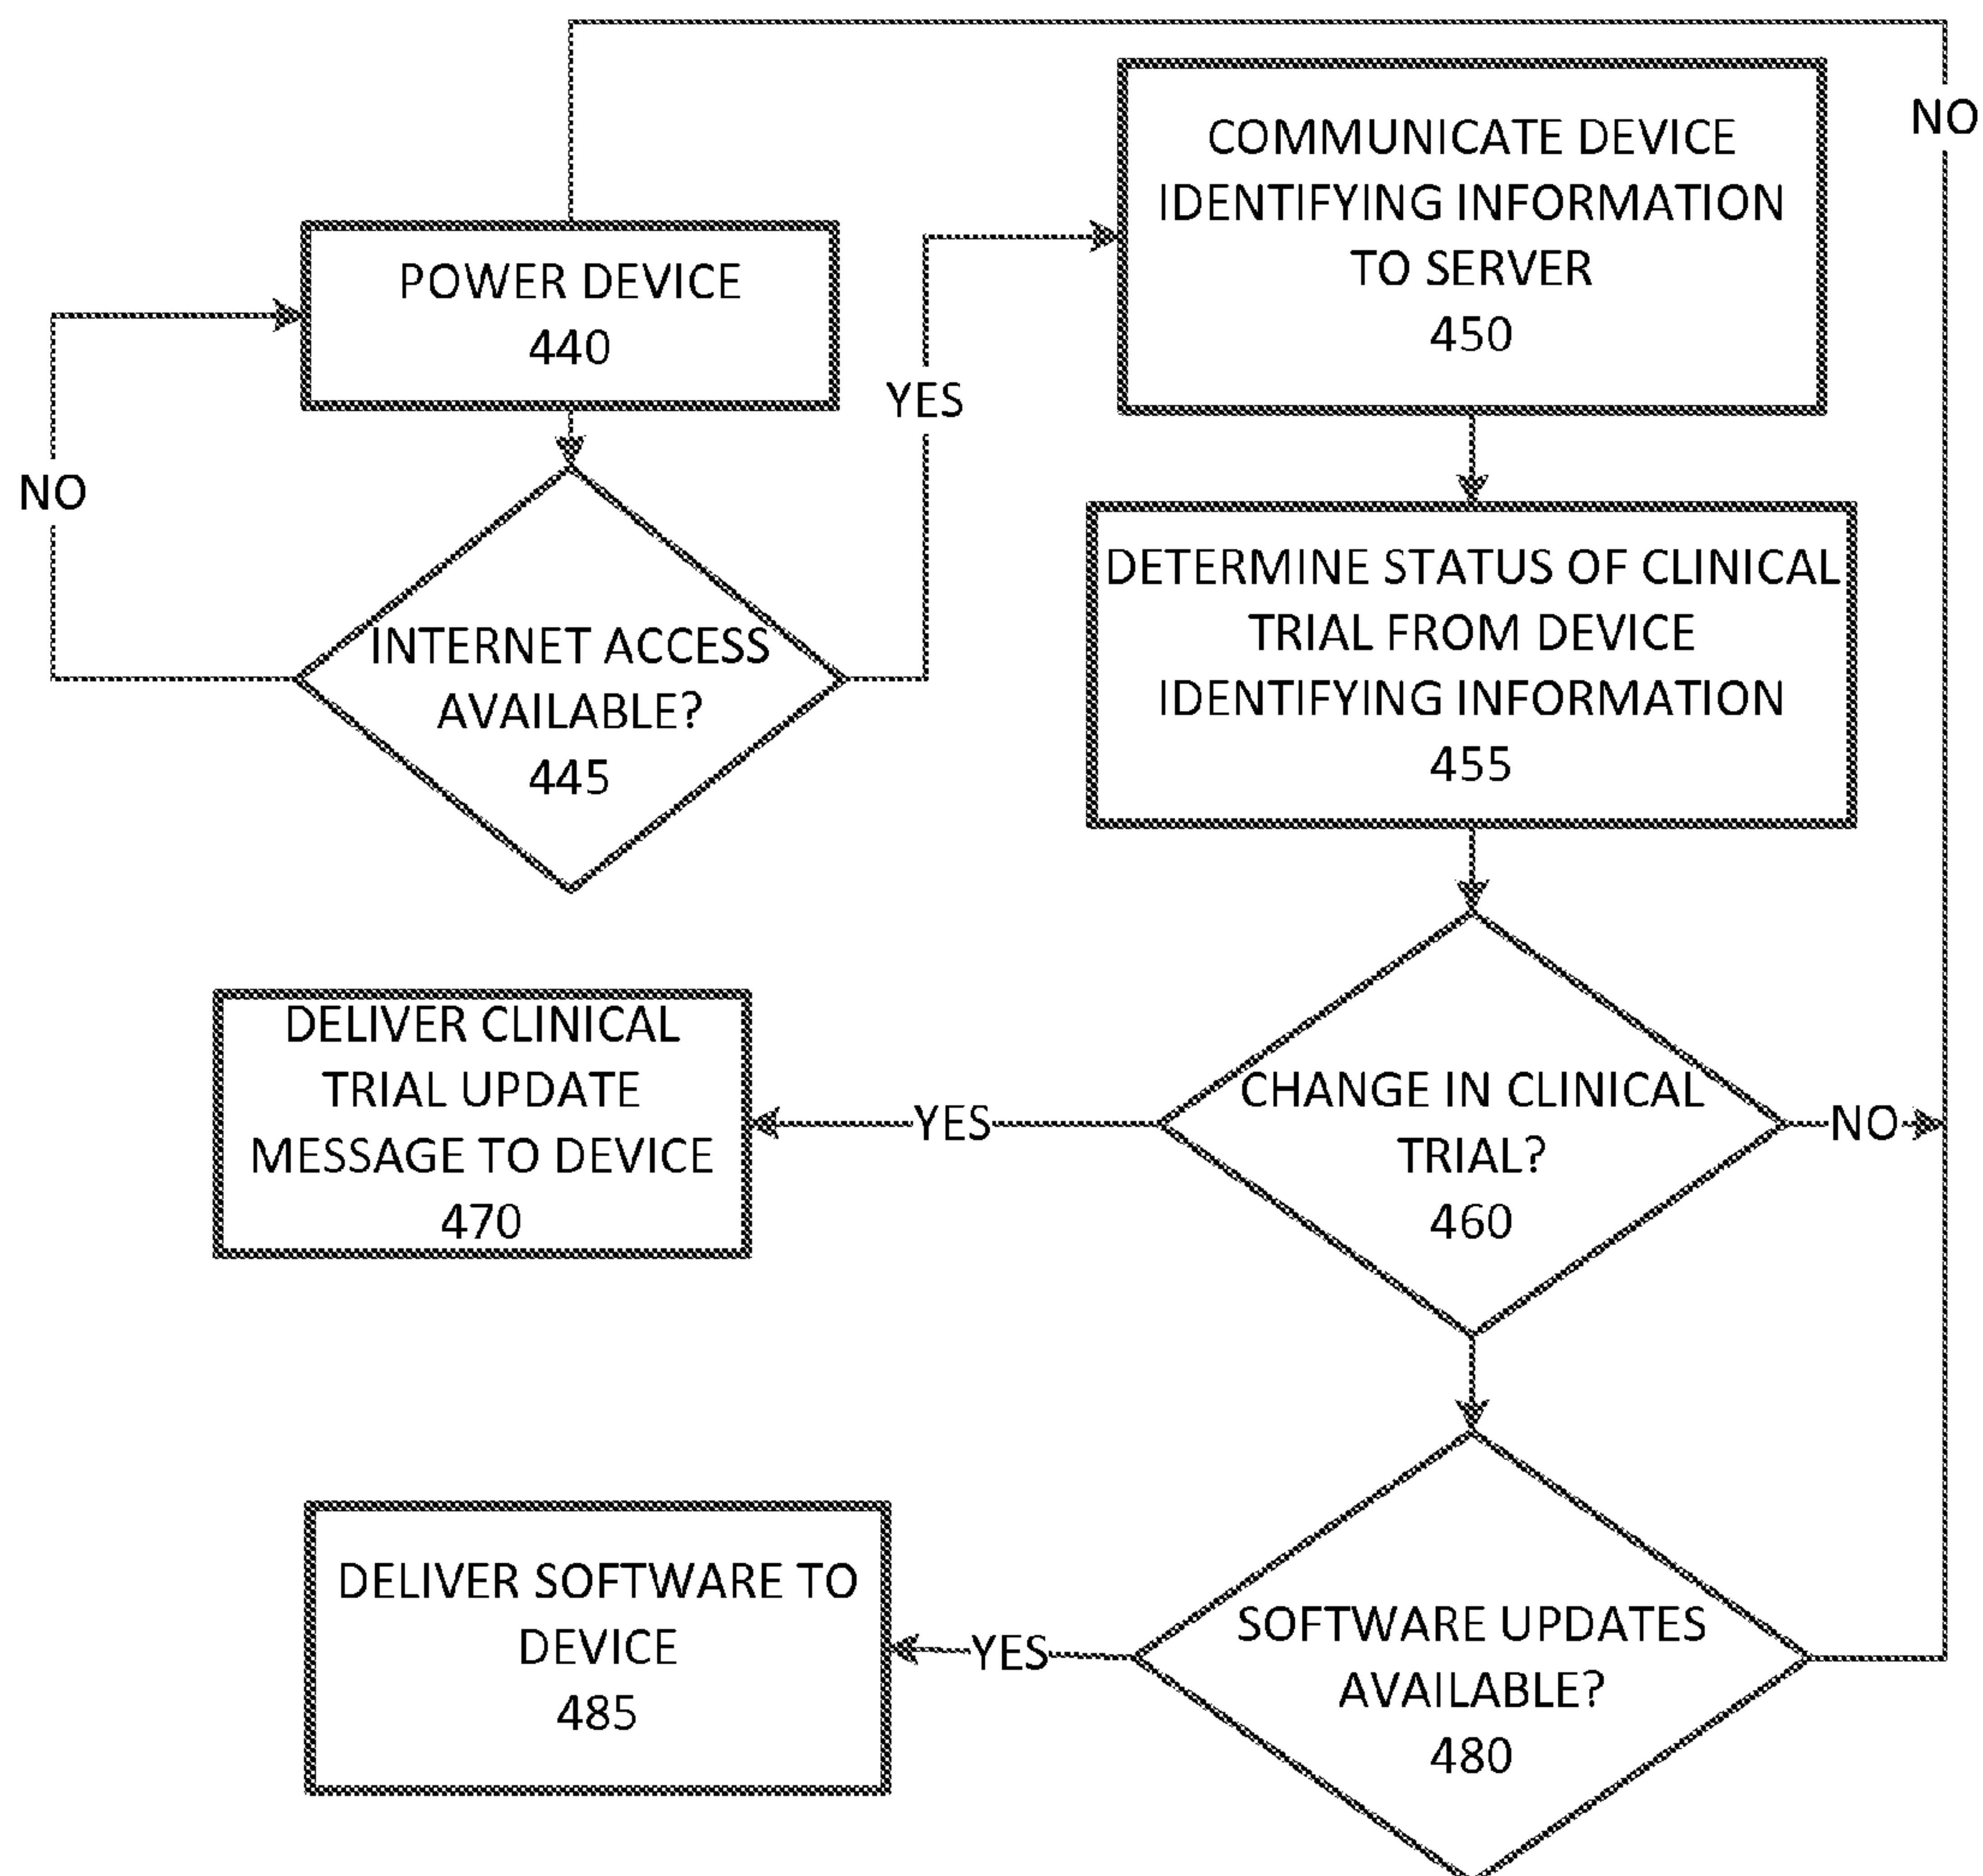 NO
POWER DEVICE
440
COMMUNICATE DEVICE
IDENTIFYING INFORMATION
TO SERVER
450
YES
NO
INTERNET ACCESS
AVAILABLE?
445
DETERMINE STATUS OF CLINICAL
TRIAL FROM DEVICE
IDENTIFYING INFORMATION
455
CHANGE IN CLINICAL
TRIAL?
460
NO
YES
DELIVER CLINICAL
TRIAL UPDATE
MESSAGE TO DEVICE
470
SOFTWARE UPDATES
AVAILABLE?
480
YES
DELIVER SOFTWARE TO
DEVICE
485